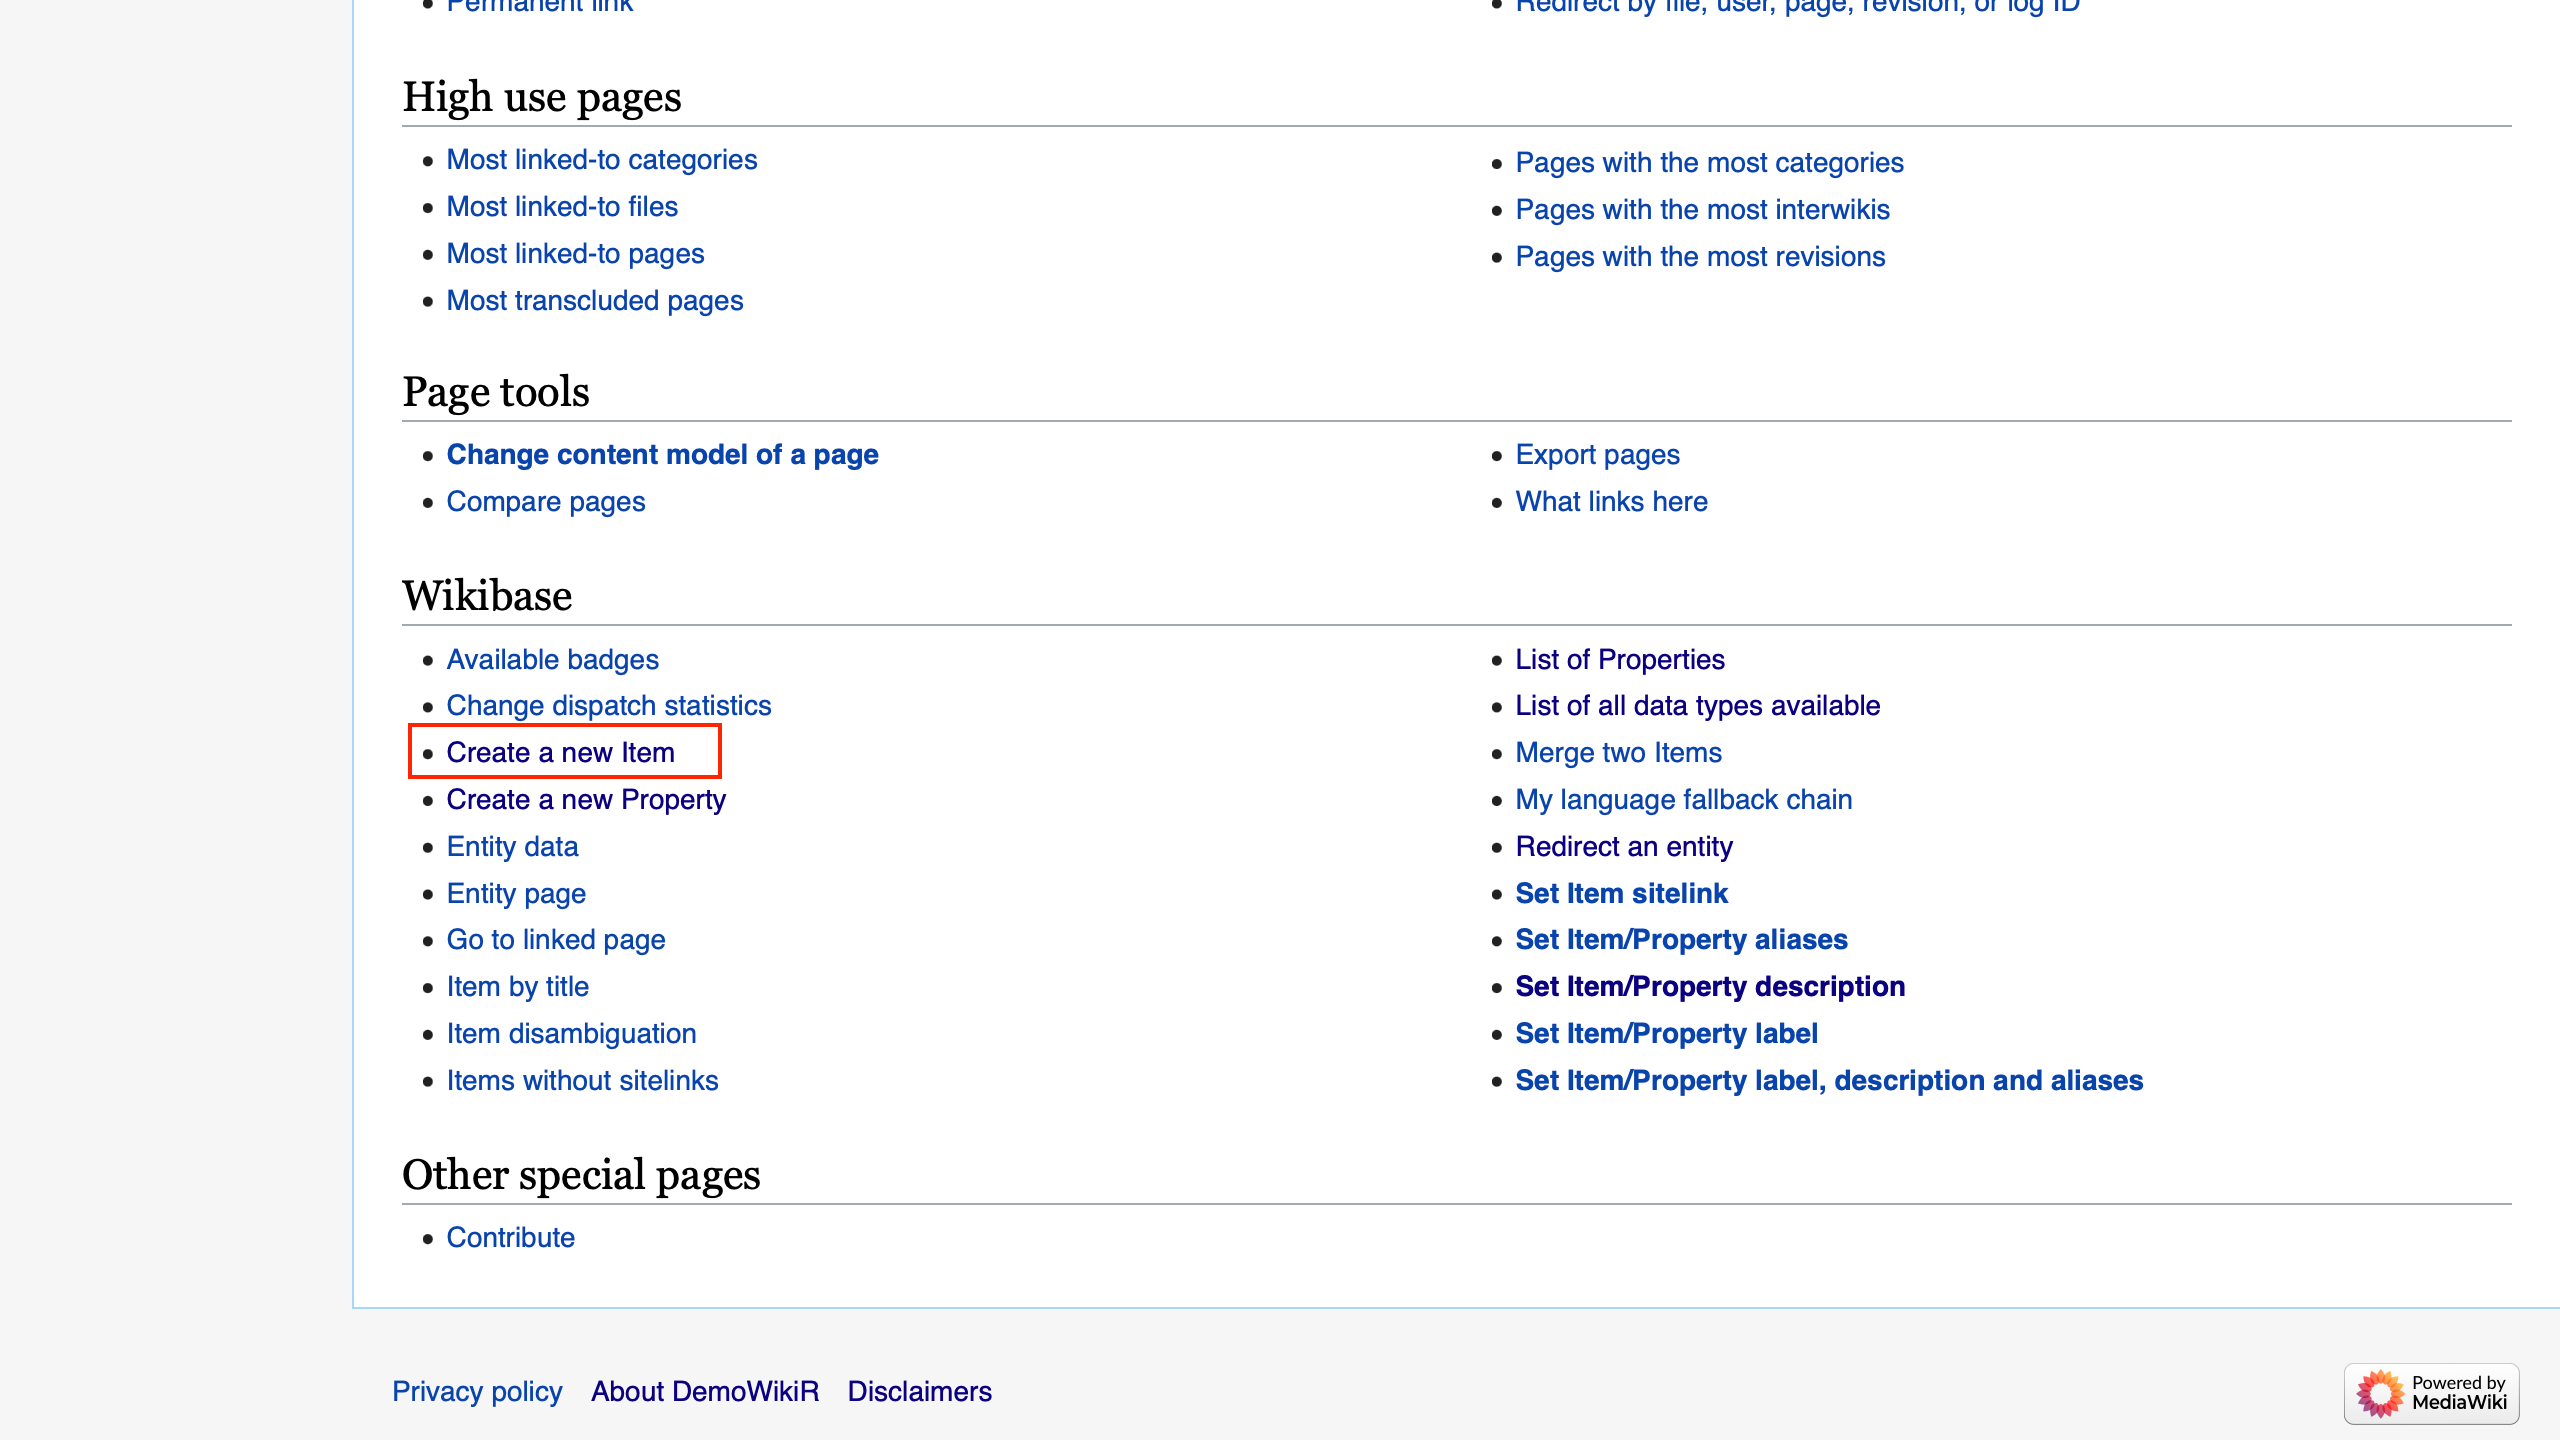 Permanent link
Redirect by file, user, page, revision, or log ID
High use pages
Most linked-to categories
Most linked-to files
Most linked-to pages
Most transcluded pages
Pages with the most categories
Pages with the most interwikis
Pages with the most revisions
Page tools
Change content model of a page
Compare pages
Export pages
What links here
Wikibase
Available badges
Change dispatch statistics
Create a new Item
Create a new Property
Entity data
Entity page
Go to linked page
Item by title
Item disambiguation
Items without sitelinks
List of Properties
List of all data types available
Merge two Items
My language fallback chain
Redirect an entity
Set Item sitelink
Set Item/Property aliases
Set Item/Property description
Set Item/Property label
Set Item/Property label, description and aliases
Other special pages
Contribute
Privacy policy About DemoWikiR Disclaimers
Powered by
MediaWiki